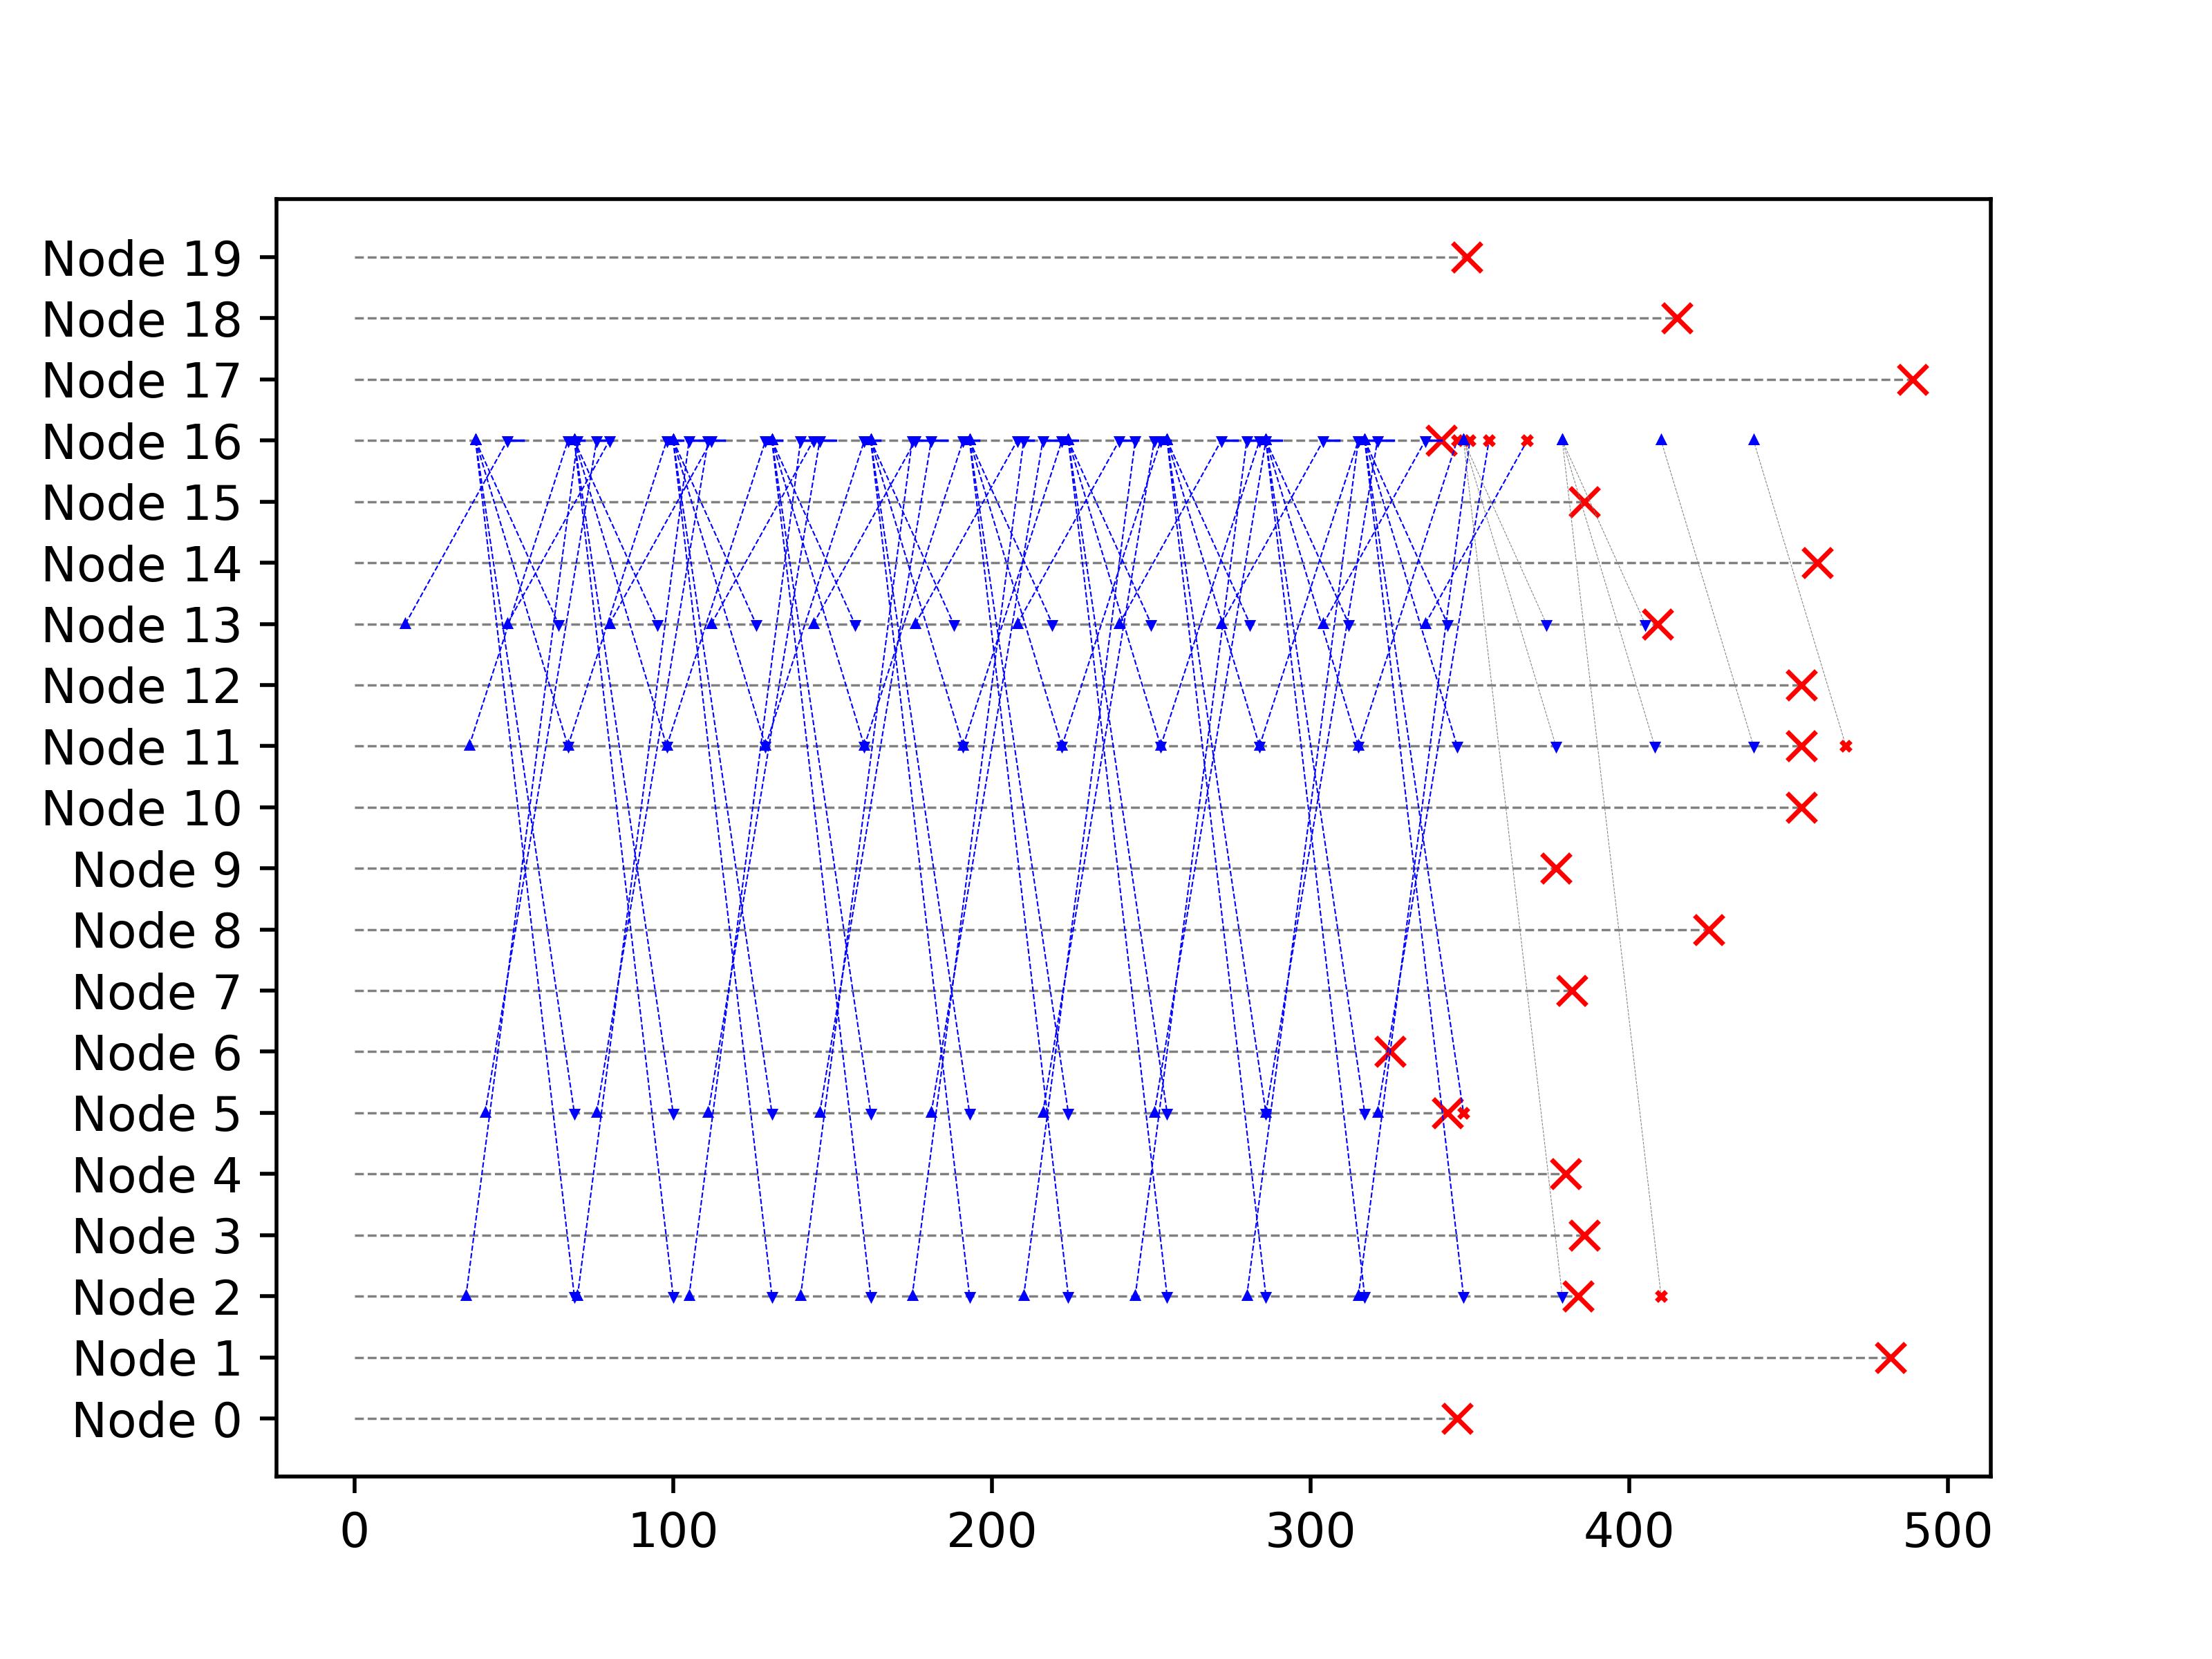 Node 19
Node 18
Node 17
Node 16
Node 15
Node 14
Node 13
Node 12
Node 11
Node 10
Node 9
Node 8
Node 7
Node 6
Node 5
Node 4
Node 3
Node 2
Node 1
Node 0
0 100 200 300 400 500